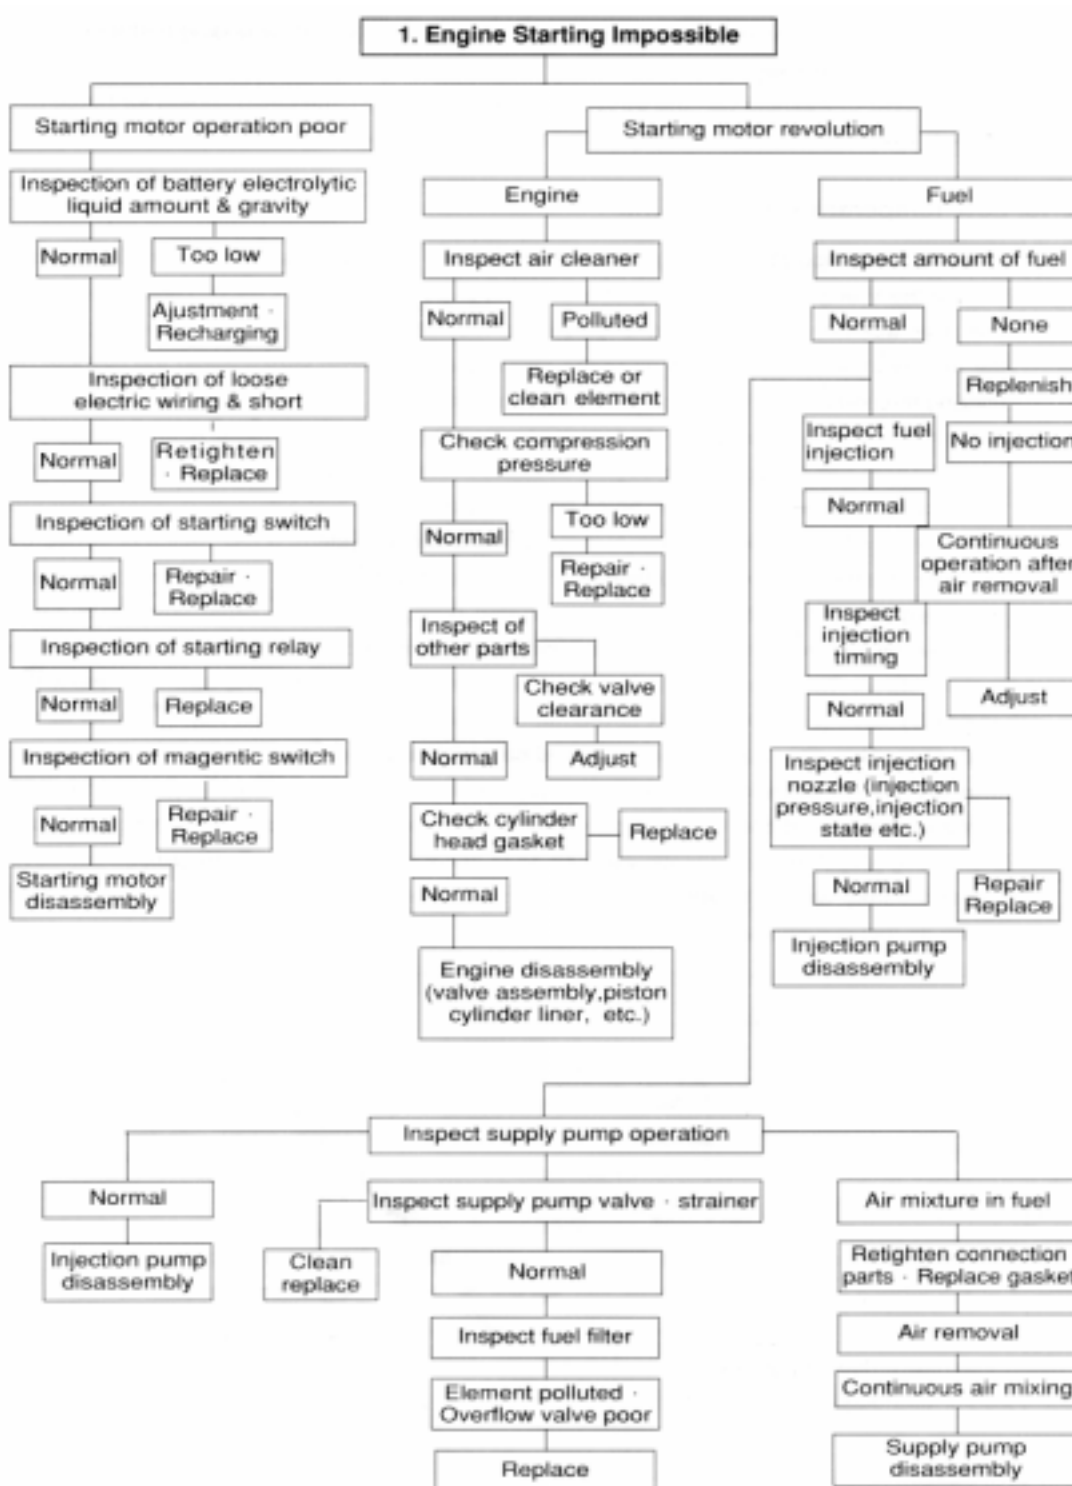 1. Engine Starting Impossible
Starting motor operation poor
Inspection of battery electrolytic
liquid amount & gravity
Normal
Too low
Ajustment ·
Recharging
Inspection of loose
electric wiring & short
Normal
Retighten
· Replace
Inspection of starting switch
Normal
Repair ·
Replace
Inspection of starting relay
Normal
Replace
Inspection of magentic switch
Normal
Repair ·
Replace
Starting motor
disassembly
Starting motor revolution
Engine
Inspect air cleaner
Normal
Polluted
Replace or
clean element
Check compression
pressure
Normal
Too low
Repair ·
Replace
Inspect of
other parts
Check valve
clearance
Normal
Adjust
Check cylinder
head gasket
Replace
Normal
Engine disassembly
(valve assembly,piston
cylinder liner, etc.)
Fuel
Inspect amount of fuel
Normal
None
Replenish
Inspect fuel
injection
No injection
Normal
Continuous
operation after
air removal
Inspect
injection
timing
Adjust
Normal
Inspect injection
nozzle (injection
pressure,injection
state etc.)
Normal
Repair
Replace
Injection pump
disassembly
Inspect supply pump operation
Normal
Injection pump
disassembly
Inspect supply pump valve · strainer
Clean
replace
Normal
Inspect fuel filter
Element polluted ·
Overflow valve poor
Replace
Air mixture in fuel
Retighten connection
parts · Replace gasket
Air removal
Continuous air mixing
Supply pump
disassembly